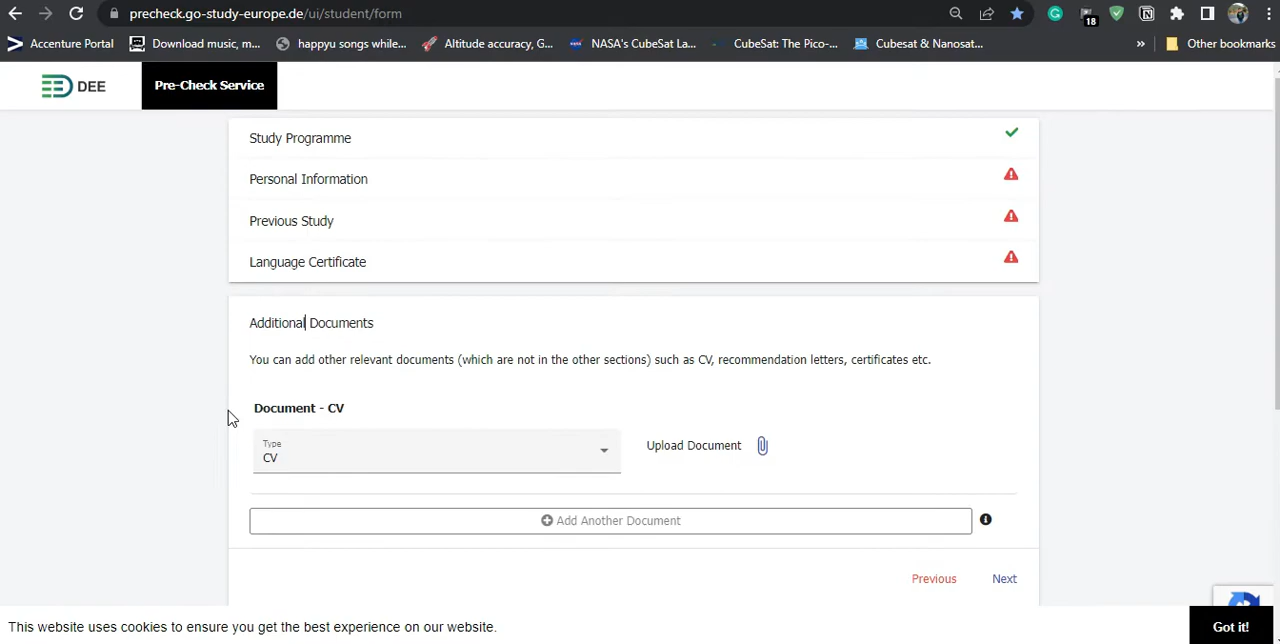 precheck.go-study-europe.de/ui/student/form
18
Accenture Portal
Download music, m...
happyu songs while...
Altitude accuracy, G...
NASA's CubeSat La...
CubeSat: The Pico-...
Cubesat & Nanosat...
»
Other bookmarks
DEE
Pre-Check Service
Study Programme
Personal Information
Previous Study
Language Certificate
Additional Documents
You can add other relevant documents (which are not in the other sections) such as CV, recommendation letters, certificates etc.
Document - CV
Type
CV
Upload Document
Add Another Document
Previous
Next
This website uses cookies to ensure you get the best experience on our website.
Got it!